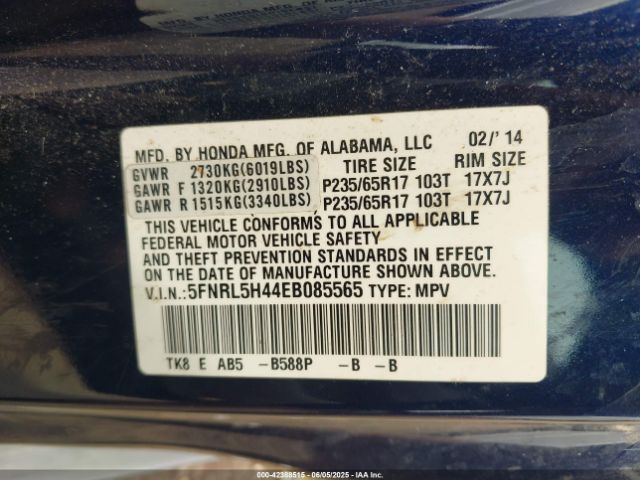 MFD. BY HONDA MFG. OF ALABAMA, LLC 02/' 14
GVWR 2730KG(6019LBS) TIRE SIZE RIM SIZE
GAWR F 1320KG(2910LBS) P235/65R17 103T 17X7J
GAWR R 1515KG(3340LBS) P235/65R17 103T 17X7J
THIS VEHICLE CONFORMS TO ALL APPLICABLE
FEDERAL MOTOR VEHICLE SAFETY
AND THEFT PREVENTION STANDARDS IN EFFECT
ON THE DATE OF MANUFACTURE SHOWN ABOVE.
V.I.N.: 5FNRL5H44EB085565 TYPE: MPV
TK8 E AB5 -B588P -B -B
000-42388515 - 06/05/2025 - IAA Inc.